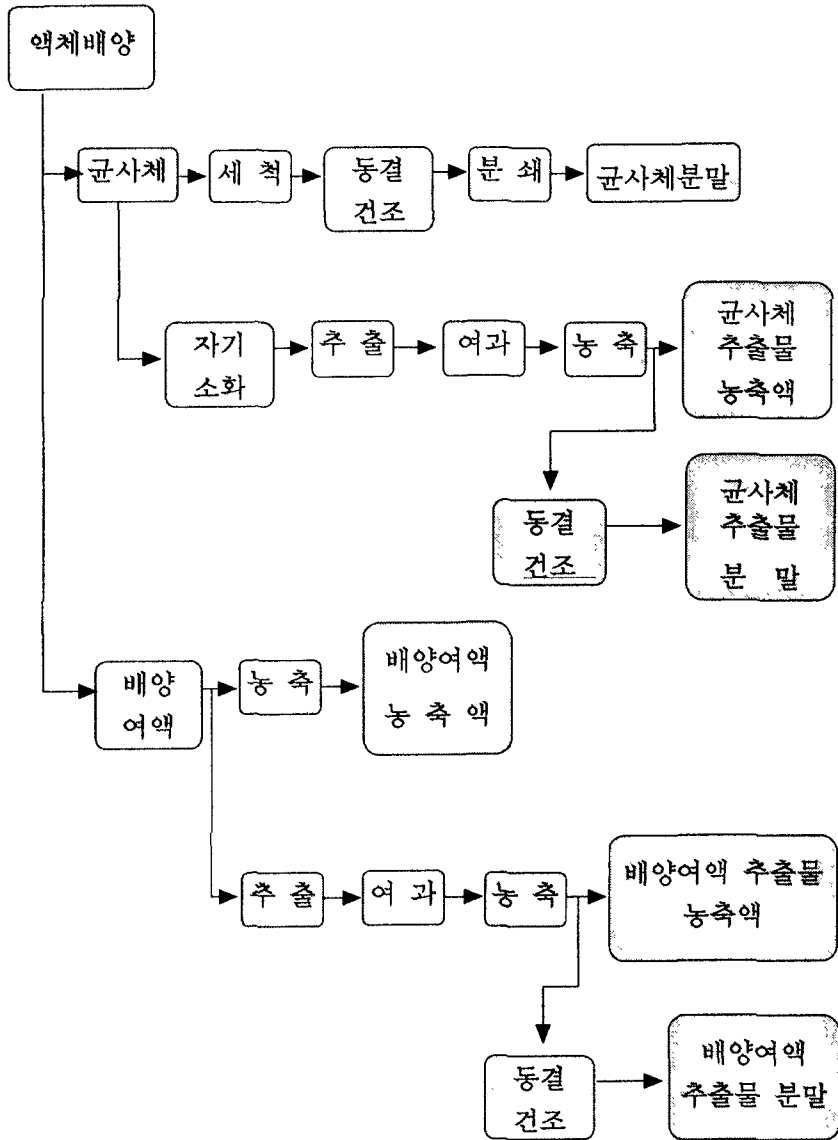 액체배양
균사체
세 척
동결
건조
분 쇄
균사체분말
자기
소화
추 출
여과
농 축
균사체
추출물
농축액
동결
건조
균사체
추출물
분 말
배양
여액
농 축
배양여액
농 축 액
추 출
여 과
농 축
배양여액 추출물
농축액
동결
건조
배양여액
추출물 분말